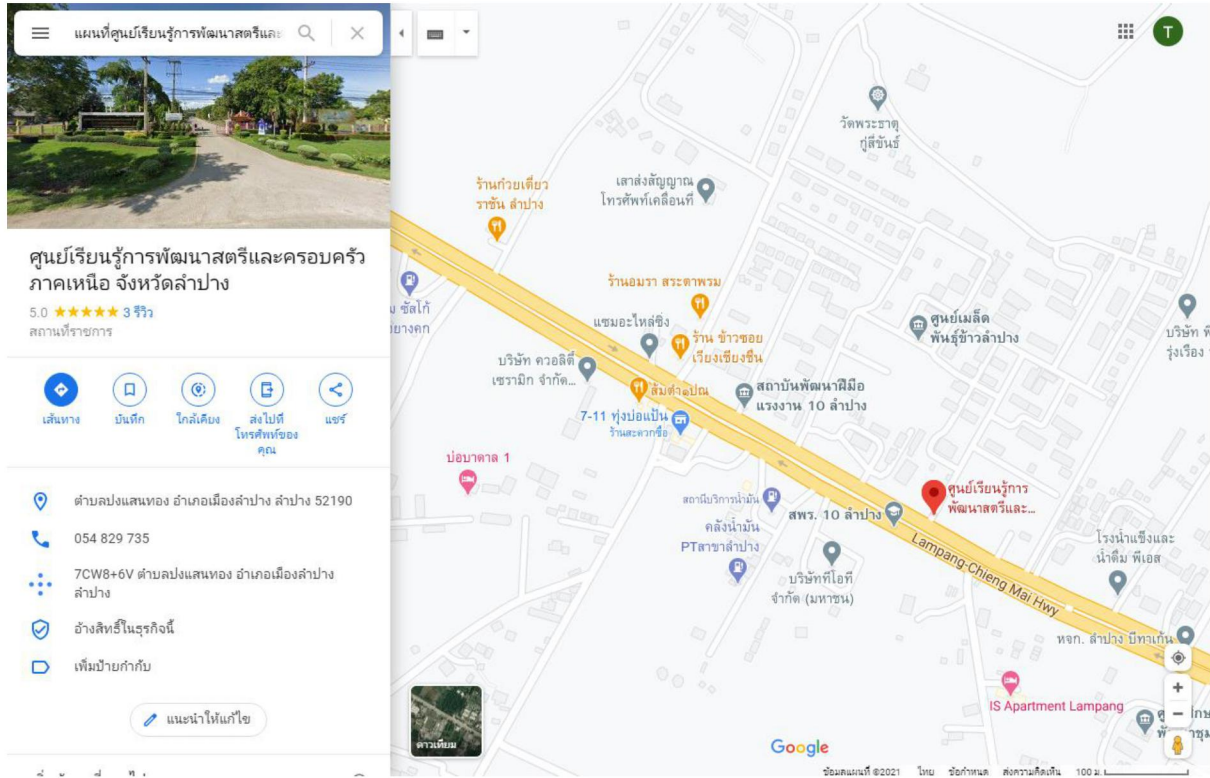 แผนที่ศูนย์เรียนรู้การพัฒนาสตรีและ
T
ศูนย์เรียนรู้การพัฒนาสตรีและครอบครัว
ภาคเหนือ จังหวัดลำปาง
5.0 ★★★★★ 3 รีวิว
สถานที่ราชการ
เส้นทาง
บันทึก
ใกล้เคียง
ส่งไปที่
โทรศัพท์ของ
คุณ
แชร์
ตำบลปงแสนทอง อำเภอเมืองลำปาง ลำปาง 52190
054 829 735
7CW8+6V ตำบลปงแสนทอง อำเภอเมืองลำปาง
ลำปาง
อ้างสิทธิ์ในธุรกิจนี้
เพิ่มป้ายกำกับ
แนะนำให้แก้ไข
วัดพระธาตุ
กู่สีขันธ์
ร้านก๋วยเตี๋ยว
ราชัน ลำปาง
เสาส่งสัญญาณ
โทรศัพท์เคลื่อนที่
ร้านอมรา สระตาพรม
แซมอะไหล่ซิ่ง
ร้าน ข้าวซอย
เวียงเชียงชื่น
บริษัท ควอลิตี้
เซรามิก จำกัด...
ส้มตำ๑ปณ
7-11 ทุ่งบ่อแป้น
ร้านสะดวกซื้อ
สถาบันพัฒนาฝีมือ
แรงงาน 10 ลำปาง
ศูนย์เมล็ด
พันธุ์ข้าวลำปาง
บริษัท พี
รุ่งเรือง
บ่อบาดาล 1
สถานีบริการน้ำมัน
คลังน้ำมัน
PTสาขาลำปาง
สพร. 10 ลำปาง
ศูนย์เรียนรู้การ
พัฒนาสตรีและ...
บริษัททีโอที
จำกัด (มหาชน)
Lampang-Chieng Mai Hwy
โรงน้ำแข็งและ
น้ำดื่ม พีเอส
หจก. ลำปาง บีทาเก้น
IS Apartment Lampang
ดาวเทียม
Google
ข้อมูลแผนที่ ©2021 ไทย ข้อกำหนด ส่งความคิดเห็น 100 ม.